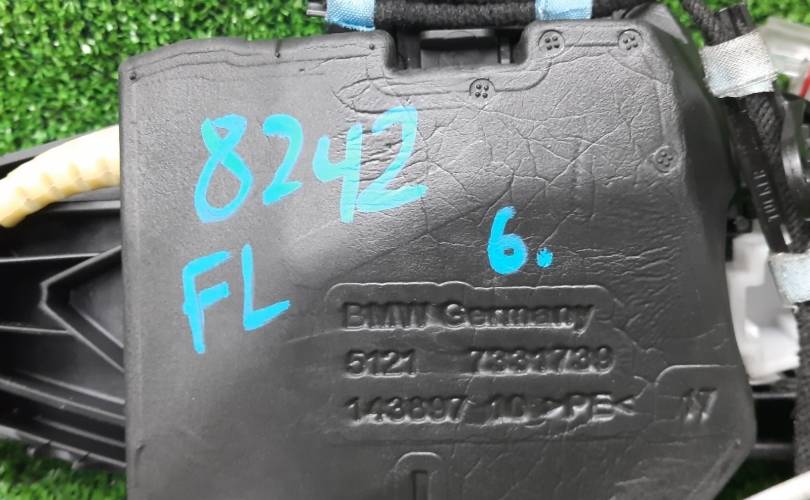 8242
FL
6.
BMW Germany
5121 7331739
143897 10 >PE< 17